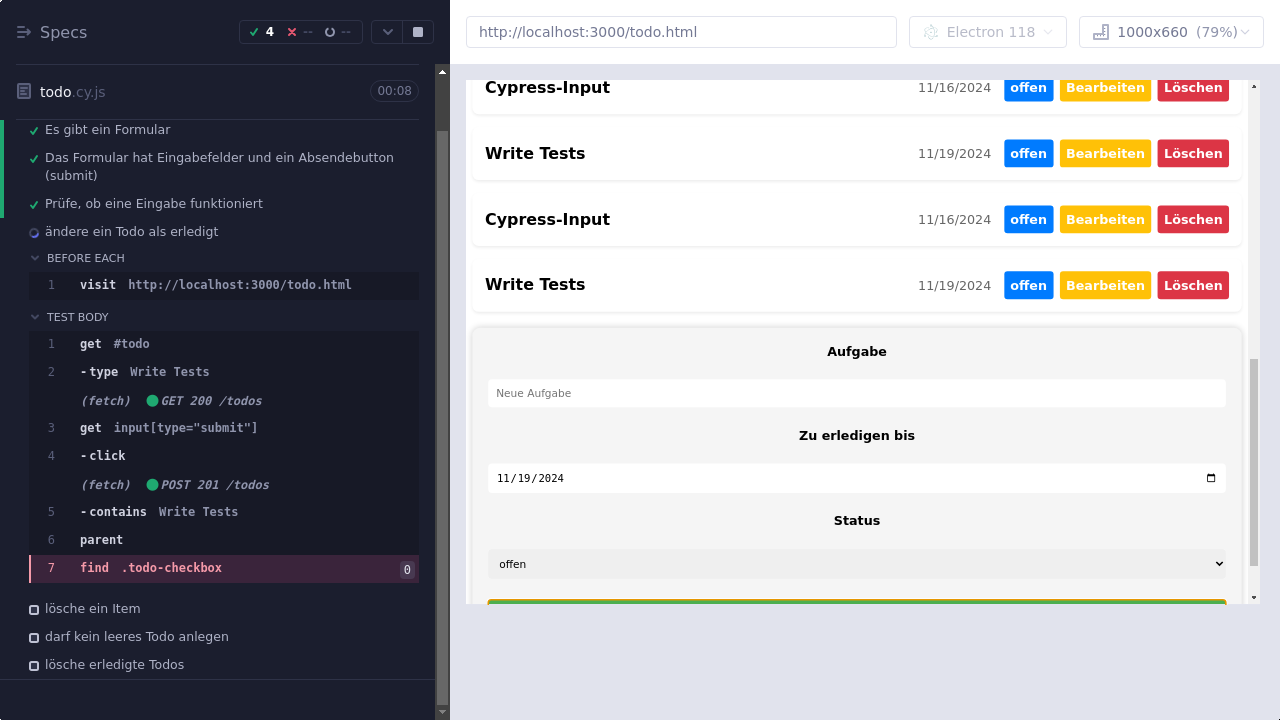 Specs
4 -- --
todo.cy.js 00:08
Es gibt ein Formular
Das Formular hat Eingabefelder und ein Absendebutton
(submit)
Prüfe, ob eine Eingabe funktioniert
ändere ein Todo als erledigt
BEFORE EACH
1 visit http://localhost:3000/todo.html
TEST BODY
1 get #todo
2 -type Write Tests
(fetch) GET 200 /todos
3 get input[type="submit"]
4 -click
(fetch) POST 201 /todos
5 -contains Write Tests
6 parent
7 find .todo-checkbox 0
lösche ein Item
darf kein leeres Todo anlegen
lösche erledigte Todos
http://localhost:3000/todo.html Electron 118 1000x660 (79%)
Cypress-Input 11/16/2024 offen Bearbeiten Löschen
Write Tests 11/19/2024 offen Bearbeiten Löschen
Cypress-Input 11/16/2024 offen Bearbeiten Löschen
Write Tests 11/19/2024 offen Bearbeiten Löschen
Aufgabe
Neue Aufgabe
Zu erledigen bis
11/19/2024
Status
offen